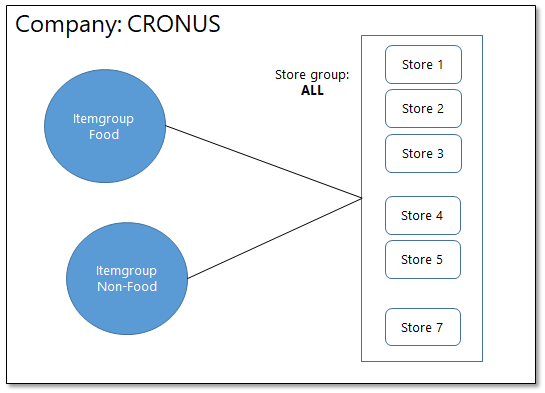 Company: CRONUS
Itemgroup
Food
Itemgroup
Non-Food
Store group:
ALL
Store 1
Store 2
Store 3
Store 4
Store 5
Store 7